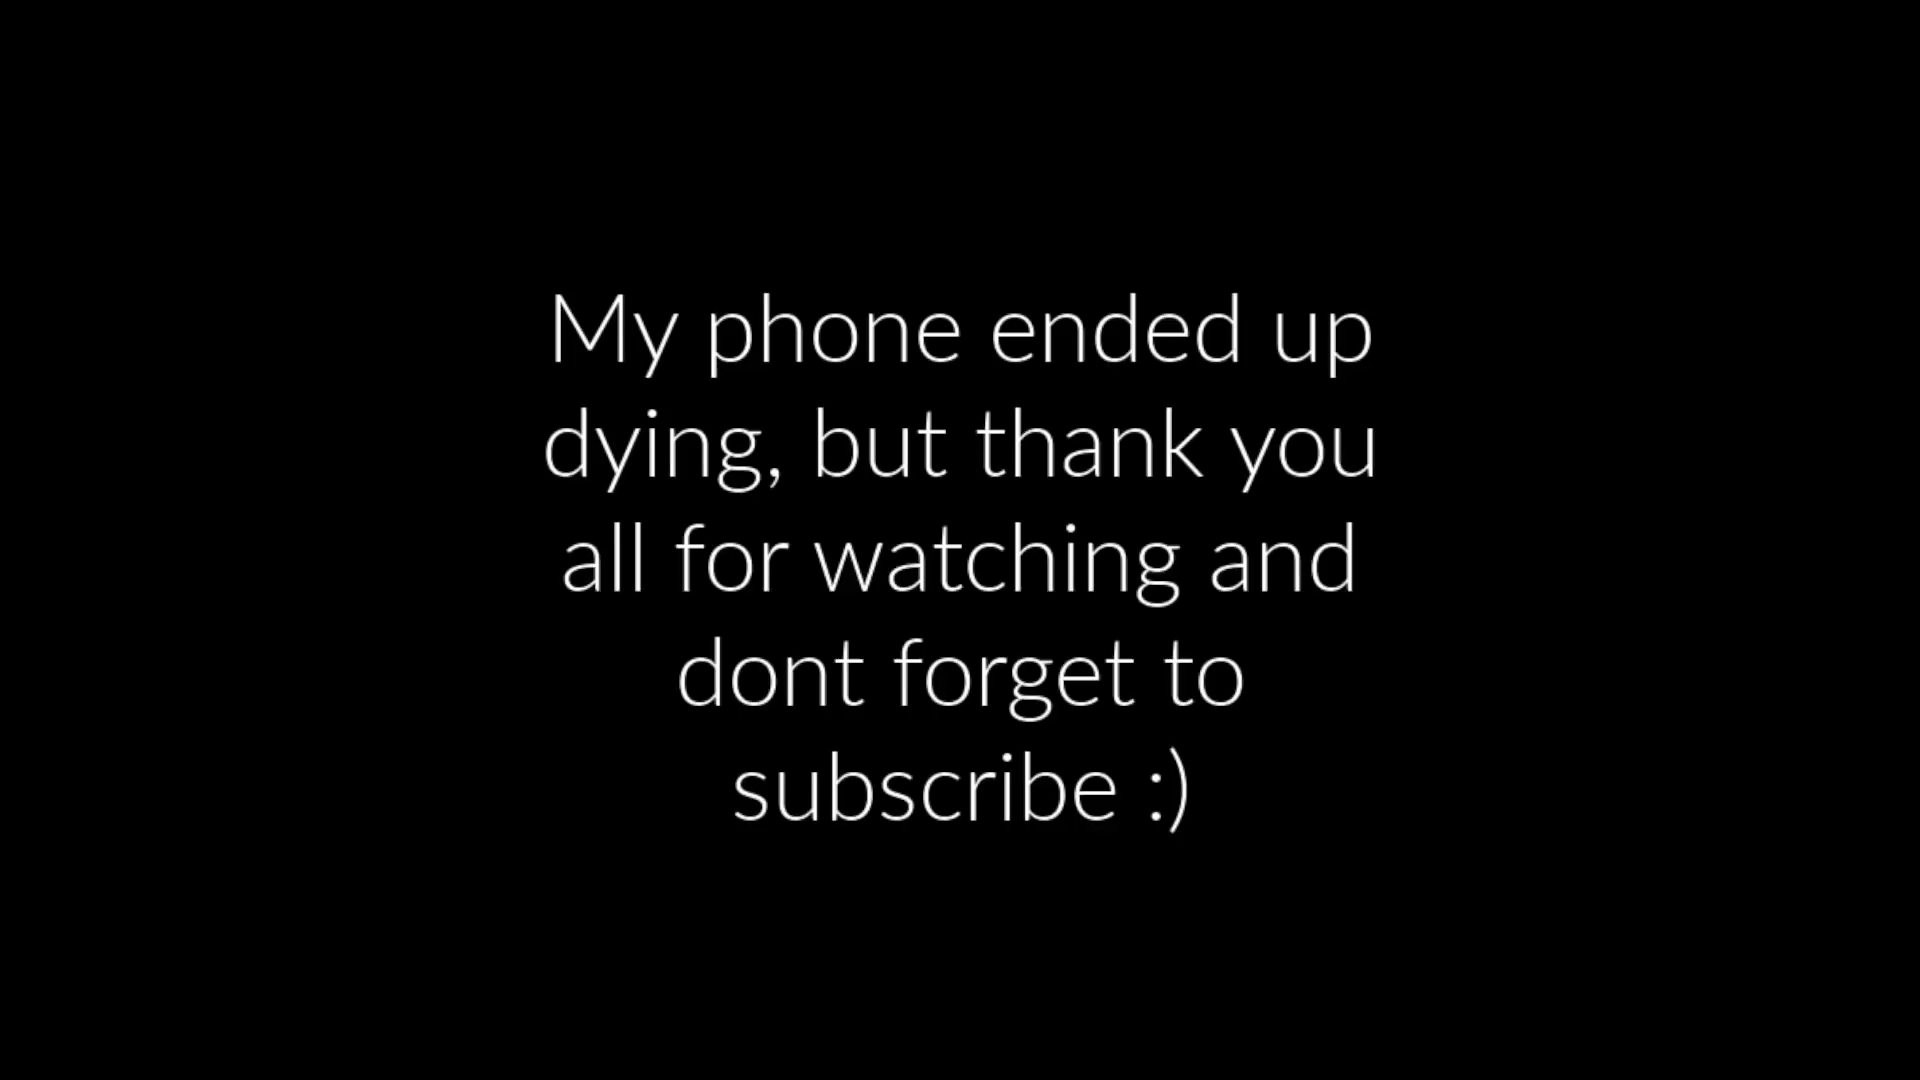 My phone ended up
dying, but thank you
all for watching and
dont forget to
subscribe :)